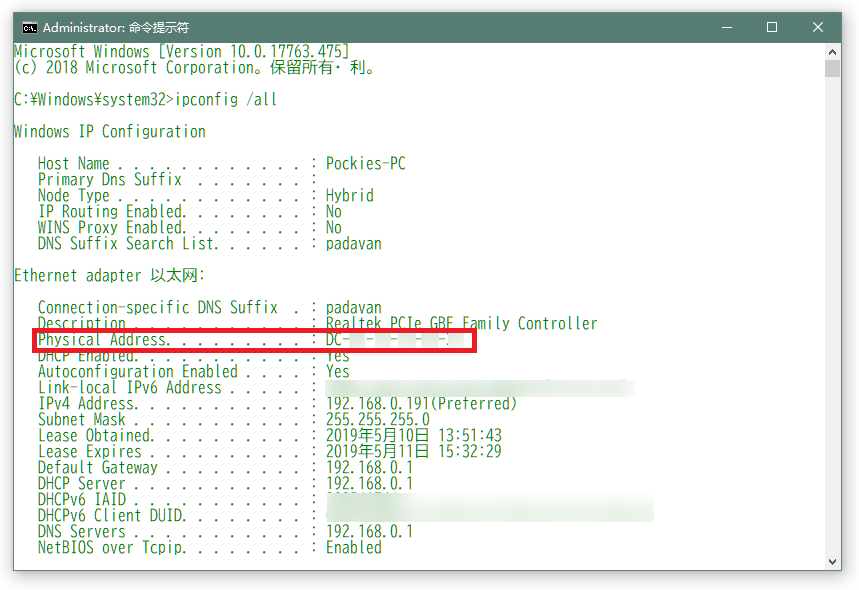 Administrator: 命令提示符
Microsoft Windows [Version 10.0.17763.475]
(c) 2018 Microsoft Corporation。保留所有· 利。
C:¥Windows¥system32>ipconfig /all
Windows IP Configuration
Host Name . . . . . . . . . . . . : Pockies-PC
Primary Dns Suffix . . . . . . . :
Node Type . . . . . . . . . . . . : Hybrid
IP Routing Enabled. . . . . . . . : No
WINS Proxy Enabled. . . . . . . . : No
DNS Suffix Search List. . . . . . : padavan
Ethernet adapter 以太网:
Connection-specific DNS Suffix . : padavan
Description . . . . . . . . . . . : Realtek PCIe GBE Family Controller
Physical Address. . . . . . . . . : DC-
DHCP Enabled. . . . . . . . . . . : Yes
Autoconfiguration Enabled . . . . : Yes
Link-local IPv6 Address . . . . . :
IPv4 Address. . . . . . . . . . . : 192.168.0.191(Preferred)
Subnet Mask . . . . . . . . . . . : 255.255.255.0
Lease Obtained. . . . . . . . . . : 2019年5月10日 13:51:43
Lease Expires . . . . . . . . . . : 2019年5月11日 15:32:29
Default Gateway . . . . . . . . . : 192.168.0.1
DHCP Server . . . . . . . . . . . : 192.168.0.1
DHCPv6 IAID . . . . . . . . . . . :
DHCPv6 Client DUID. . . . . . . . :
DNS Servers . . . . . . . . . . . : 192.168.0.1
NetBIOS over Tcpip. . . . . . . . : Enabled